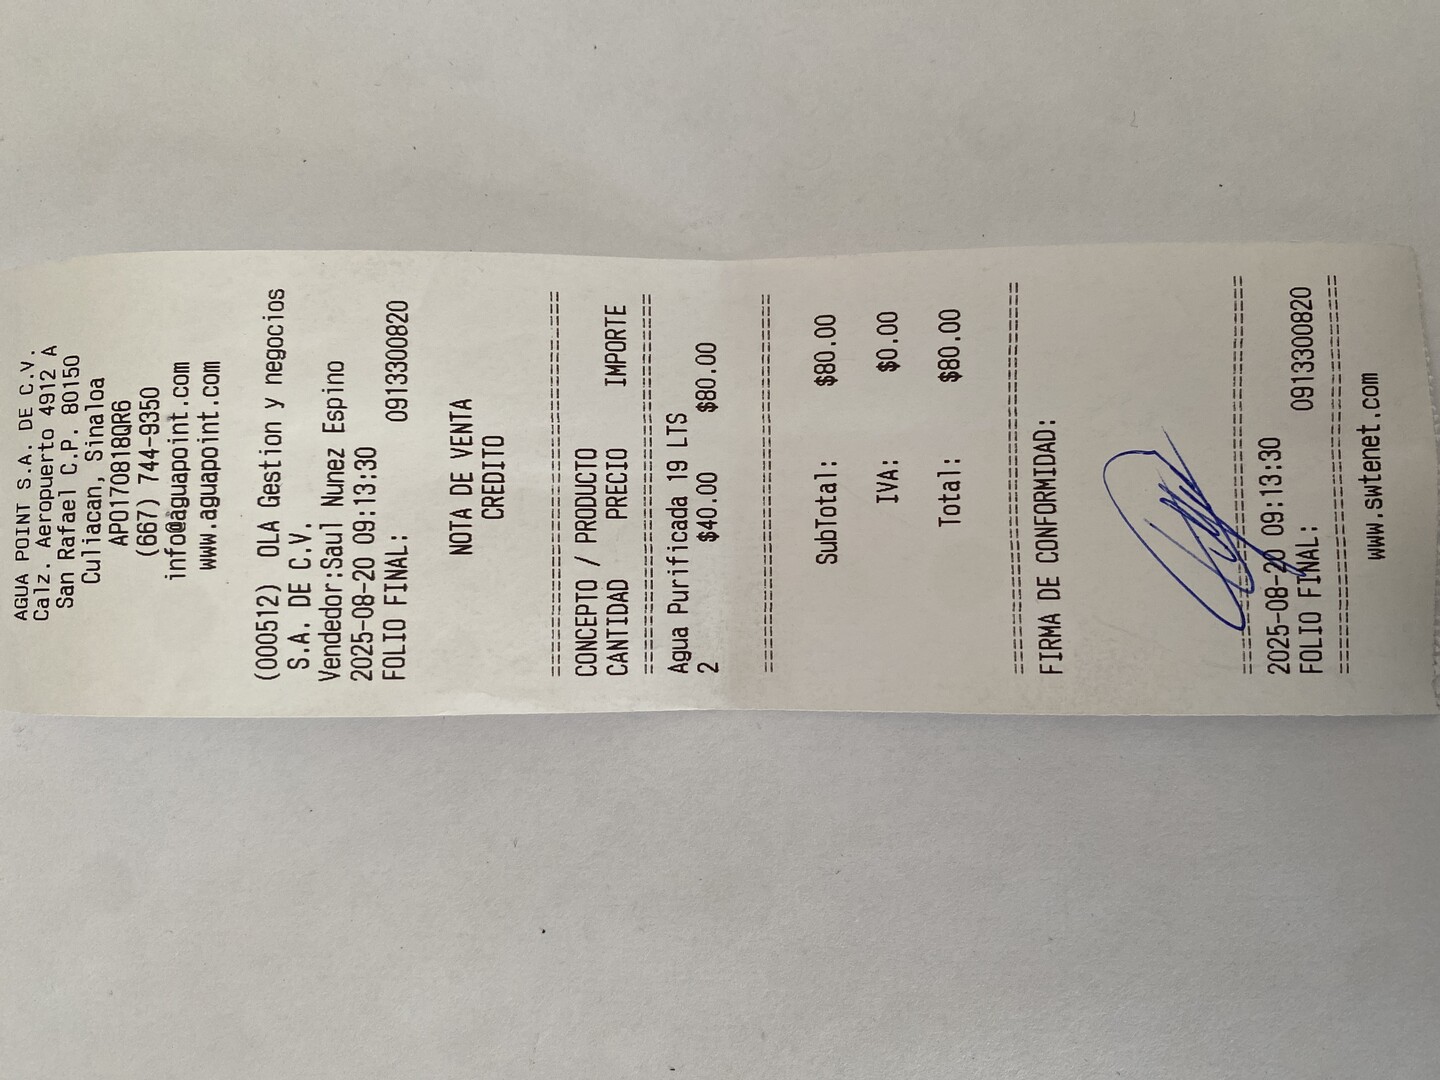 AGUA POINT S.A. DE C.V.
Calz. Aeropuerto 4912 A
San Rafael C.P. 80150
Culiacan, Sinaloa
APO170818QR6
(667) 744-9350
info@aguapoint.com
www.aguapoint.com
(000512) OLA Gestion y negocios
S.A. DE C.V.
Vendedor:Saul Nunez Espino
2025-08-20 09:13:30
FOLIO FINAL: 0913300820
NOTA DE VENTA
CREDITO
===============================
CONCEPTO / PRODUCTO
CANTIDAD PRECIO IMPORTE
===============================
Agua Purificada 19 LTS
2 $40.00 $80.00
===============================
SubTotal: $80.00
IVA: $0.00
Total: $80.00
===============================
FIRMA DE CONFORMIDAD:
===============================
2025-08-20 09:13:30
FOLIO FINAL: 0913300820
===============================
www.swtenet.com